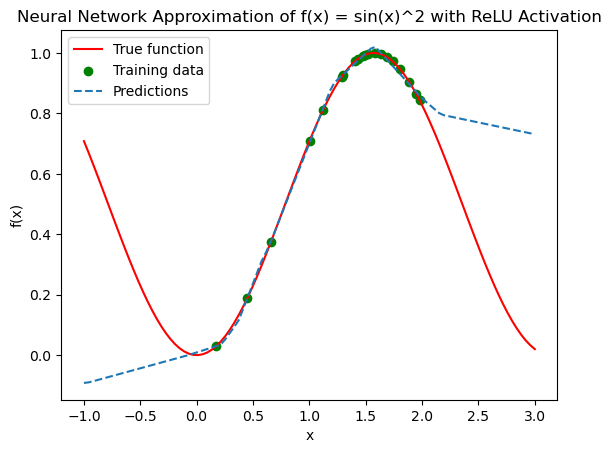 Neural Network Approximation of f(x) = sin(x)^2 with ReLU Activation
True function
Training data
Predictions
f(x)
1.0
0.8
0.6
0.4
0.2
0.0
−1.0 −0.5 0.0 0.5 1.0 1.5 2.0 2.5 3.0
x